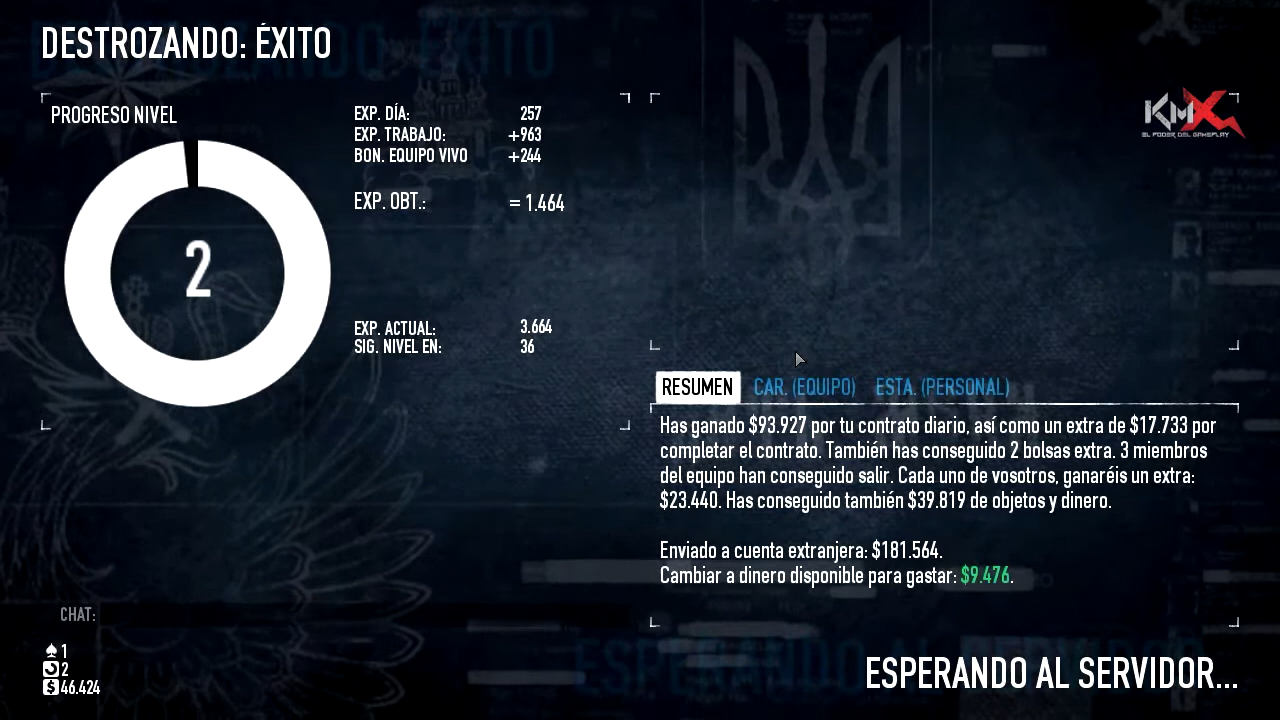 DESTROZANDO: ÉXITO
PROGRESO NIVEL
2
EXP. DÍA: 257
EXP. TRABAJO: +963
BON. EQUIPO VIVO +244
EXP. OBT.: = 1.464
EXP. ACTUAL: 3.664
SIG. NIVEL EN: 36
KMX
EL PODER DEL GAMEPLAY
RESUMEN CAR. (EQUIPO) ESTA. (PERSONAL)
Has ganado $93.927 por tu contrato diario, así como un extra de $17.733 por
completar el contrato. También has conseguido 2 bolsas extra. 3 miembros
del equipo han conseguido salir. Cada uno de vosotros, ganaréis un extra:
$23.440. Has conseguido también $39.819 de objetos y dinero.
Enviado a cuenta extranjera: $181.564.
Cambiar a dinero disponible para gastar: $9.476.
CHAT:
1
2
46.424
ESPERANDO AL SERVIDOR...